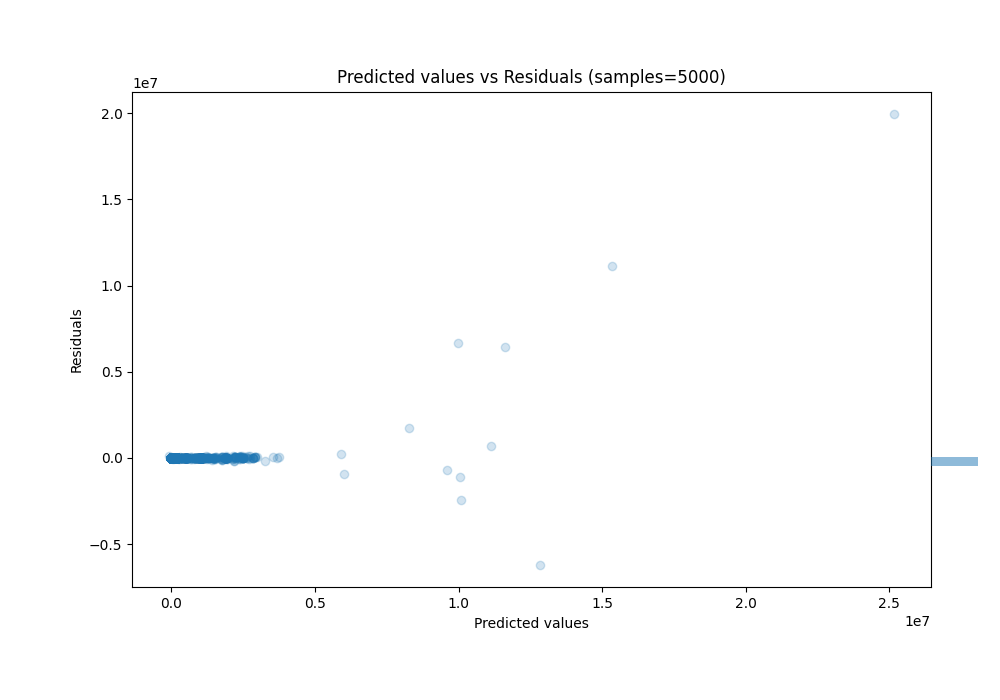 Predicted values vs Residuals (samples=5000)
1e7
2.0
1.5
1.0
0.5
0.0
−0.5
Residuals
0.0 0.5 1.0 1.5 2.0 2.5
1e7
Predicted values